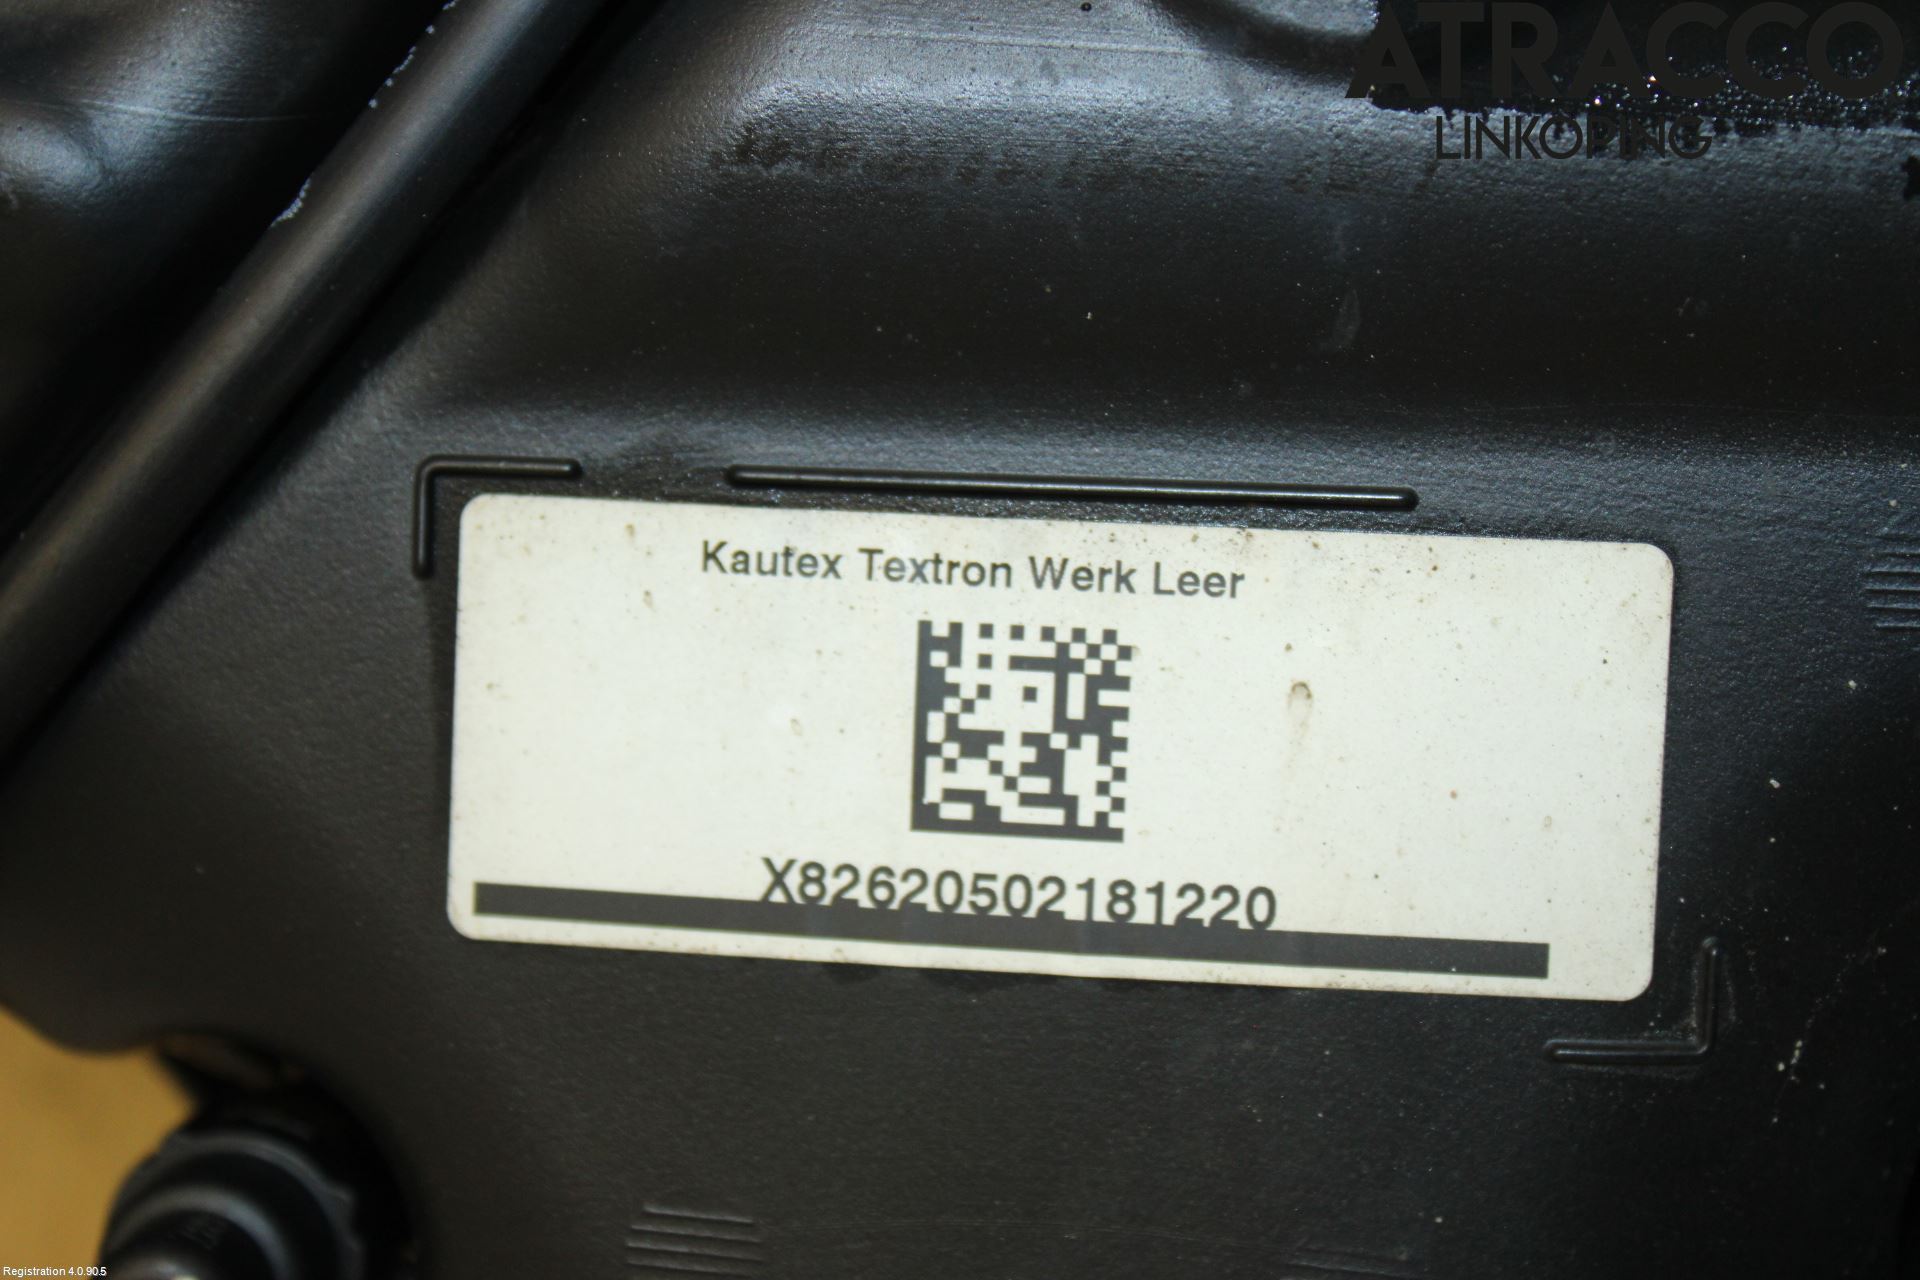 ATRACCO
LINKÖPING
Kautex Textron Werk Leer
X82620502181220
Registration 4.0.90.5